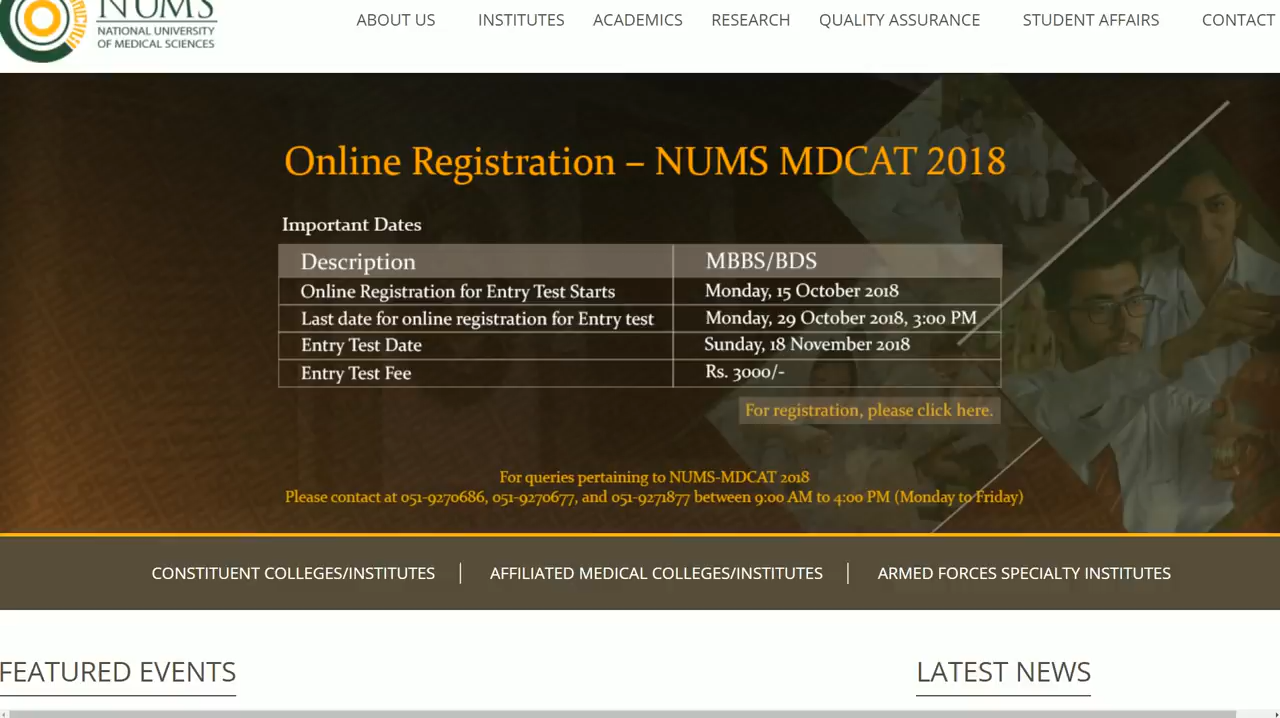 NUMS
NATIONAL UNIVERSITY
OF MEDICAL SCIENCES
ABOUT US INSTITUTES ACADEMICS RESEARCH QUALITY ASSURANCE STUDENT AFFAIRS CONTACT
Online Registration – NUMS MDCAT 2018
Important Dates
Description MBBS/BDS
Online Registration for Entry Test Starts Monday, 15 October 2018
Last date for online registration for Entry test Monday, 29 October 2018, 3:00 PM
Entry Test Date Sunday, 18 November 2018
Entry Test Fee Rs. 3000/-
For registration, please click here.
For queries pertaining to NUMS-MDCAT 2018
Please contact at 051-9270686, 051-9270677, and 051-9271877 between 9:00 AM to 4:00 PM (Monday to Friday)
CONSTITUENT COLLEGES/INSTITUTES | AFFILIATED MEDICAL COLLEGES/INSTITUTES | ARMED FORCES SPECIALTY INSTITUTES
FEATURED EVENTS LATEST NEWS